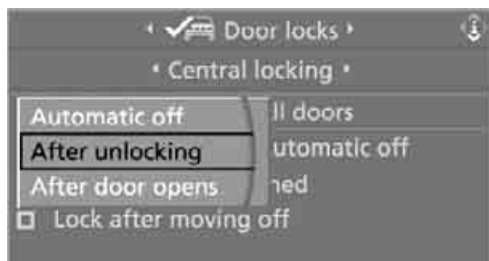 Door locks
Central locking
Automatic off
ll doors
After unlocking
utomatic off
After door opens
ned
Lock after moving off